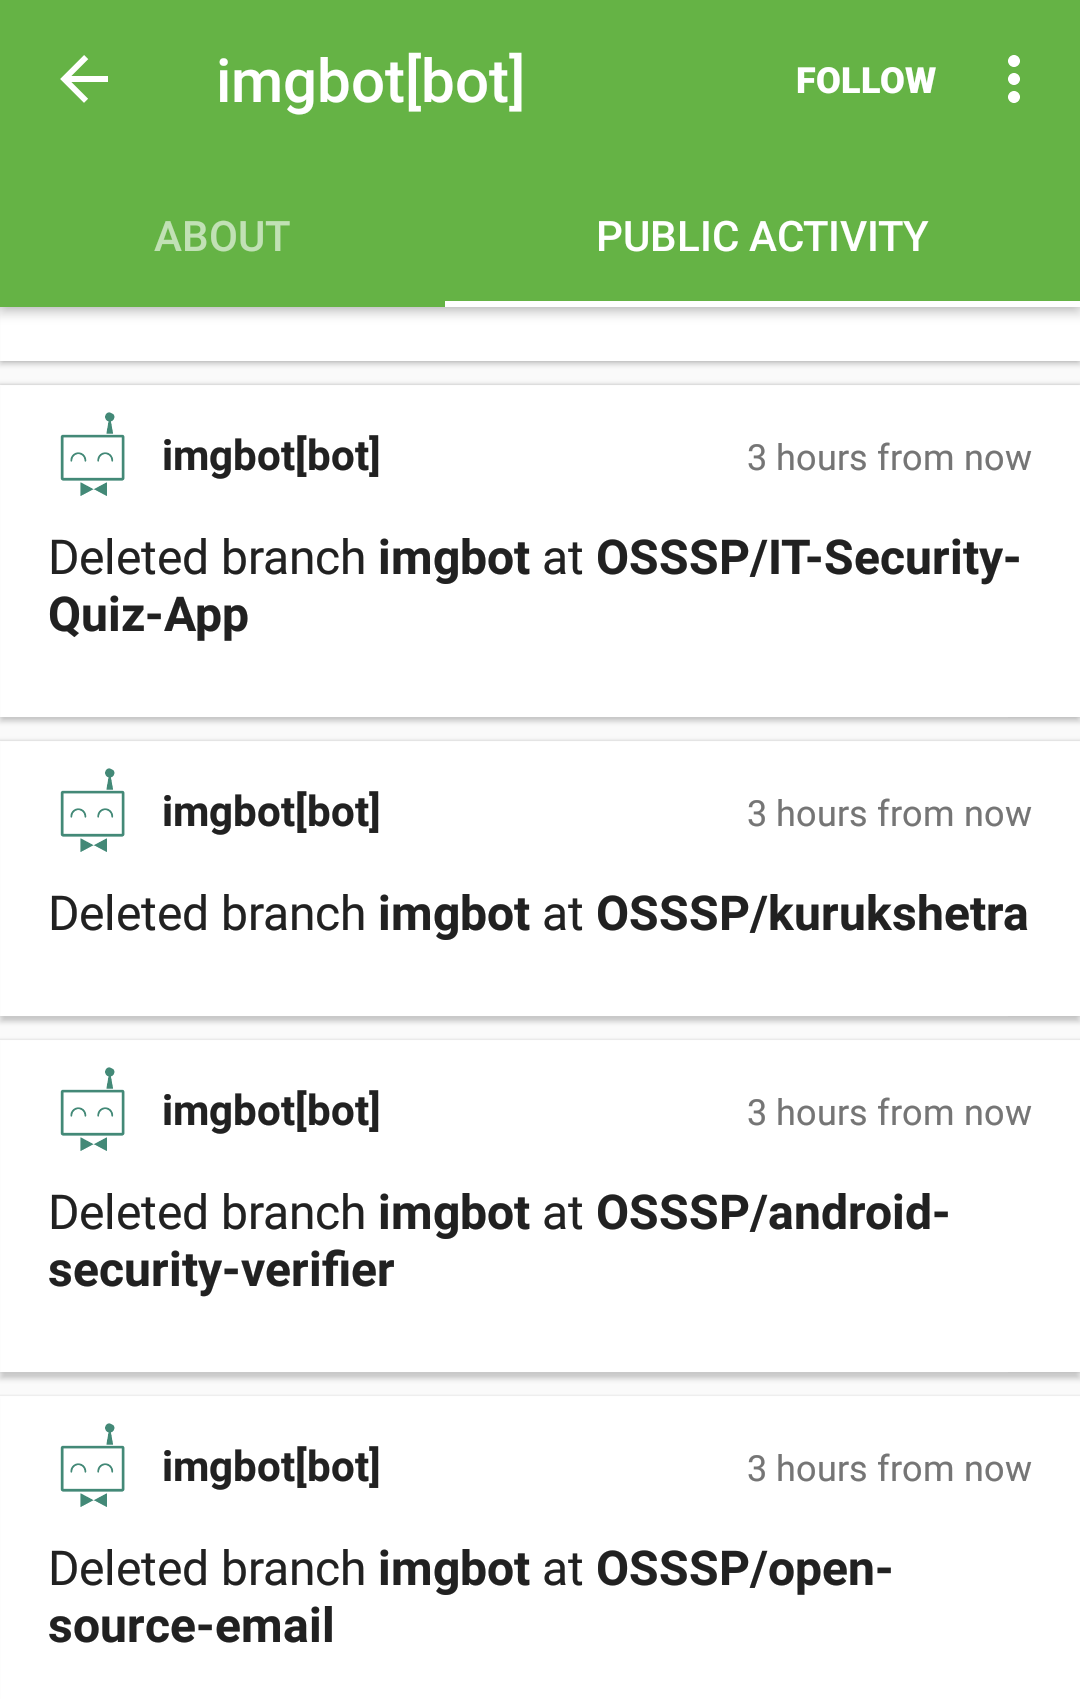 imgbot[bot]
FOLLOW
ABOUT
PUBLIC ACTIVITY
imgbot[bot]
3 hours from now
Deleted branch imgbot at OSSSP/IT-Security-
Quiz-App
imgbot[bot]
3 hours from now
Deleted branch imgbot at OSSSP/kurukshetra
imgbot[bot]
3 hours from now
Deleted branch imgbot at OSSSP/android-
security-verifier
imgbot[bot]
3 hours from now
Deleted branch imgbot at OSSSP/open-
source-email